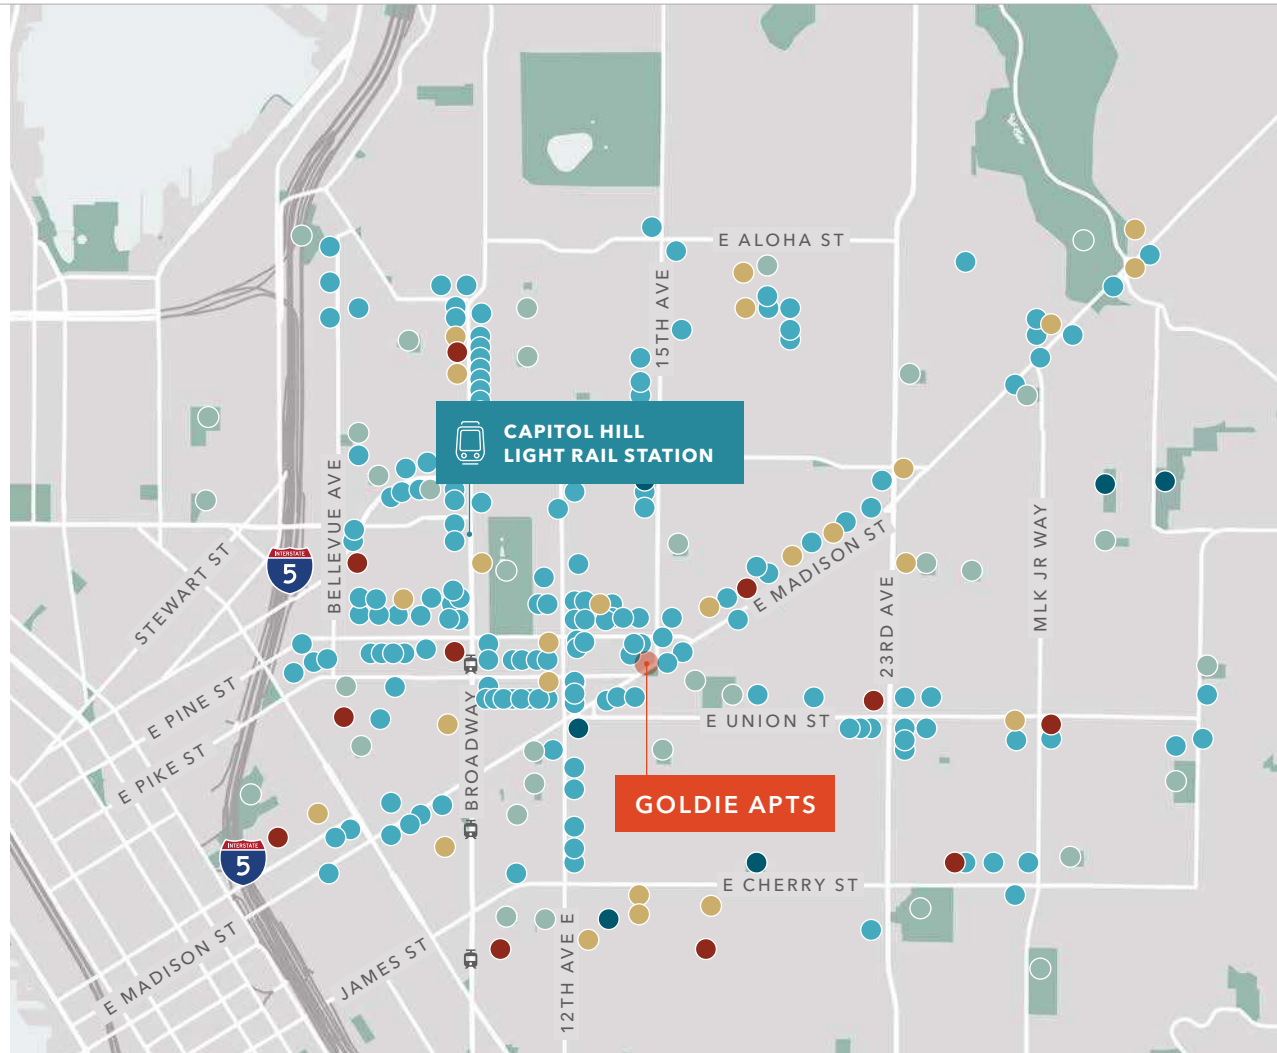 E ALOHA ST
15TH AVE
CAPITOL HILL
LIGHT RAIL STATION
BELLEVUE AVE
STEWART ST
INTERSTATE
5
E MADISON ST
MLK JR WAY
23RD AVE
E PINE ST
E PIKE ST
BROADWAY
E UNION ST
GOLDIE APTS
INTERSTATE
5
E CHERRY ST
E MADISON ST
JAMES ST
12TH AVE E